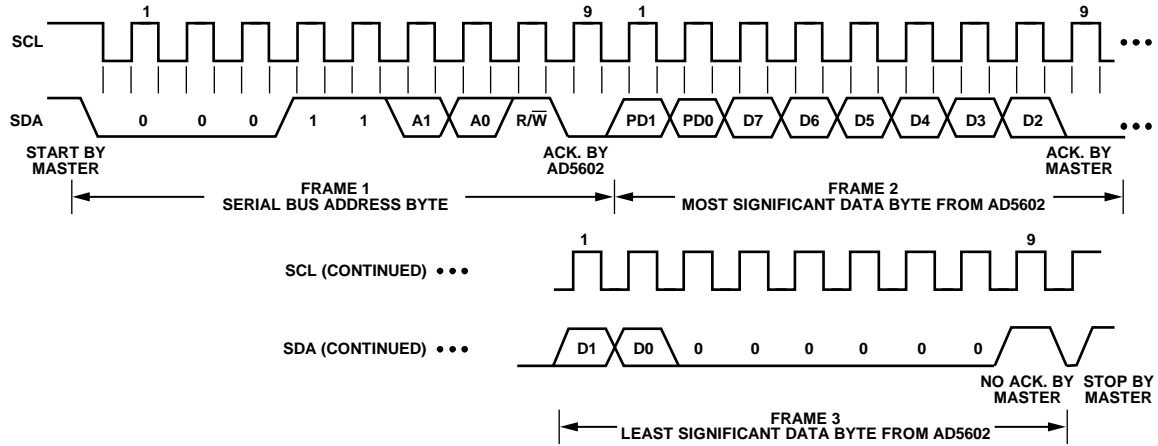 1 9 1 9
SCL
SDA 0 0 0 1 1 A1 A0 R/W̅ PD1 PD0 D7 D6 D5 D4 D3 D2
START BY MASTER
ACK. BY AD5602
ACK. BY MASTER
FRAME 1
SERIAL BUS ADDRESS BYTE
FRAME 2
MOST SIGNIFICANT DATA BYTE FROM AD5602
1 9
SCL (CONTINUED)
SDA (CONTINUED) D1 D0 0 0 0 0 0 0
NO ACK. BY MASTER
STOP BY MASTER
FRAME 3
LEAST SIGNIFICANT DATA BYTE FROM AD5602